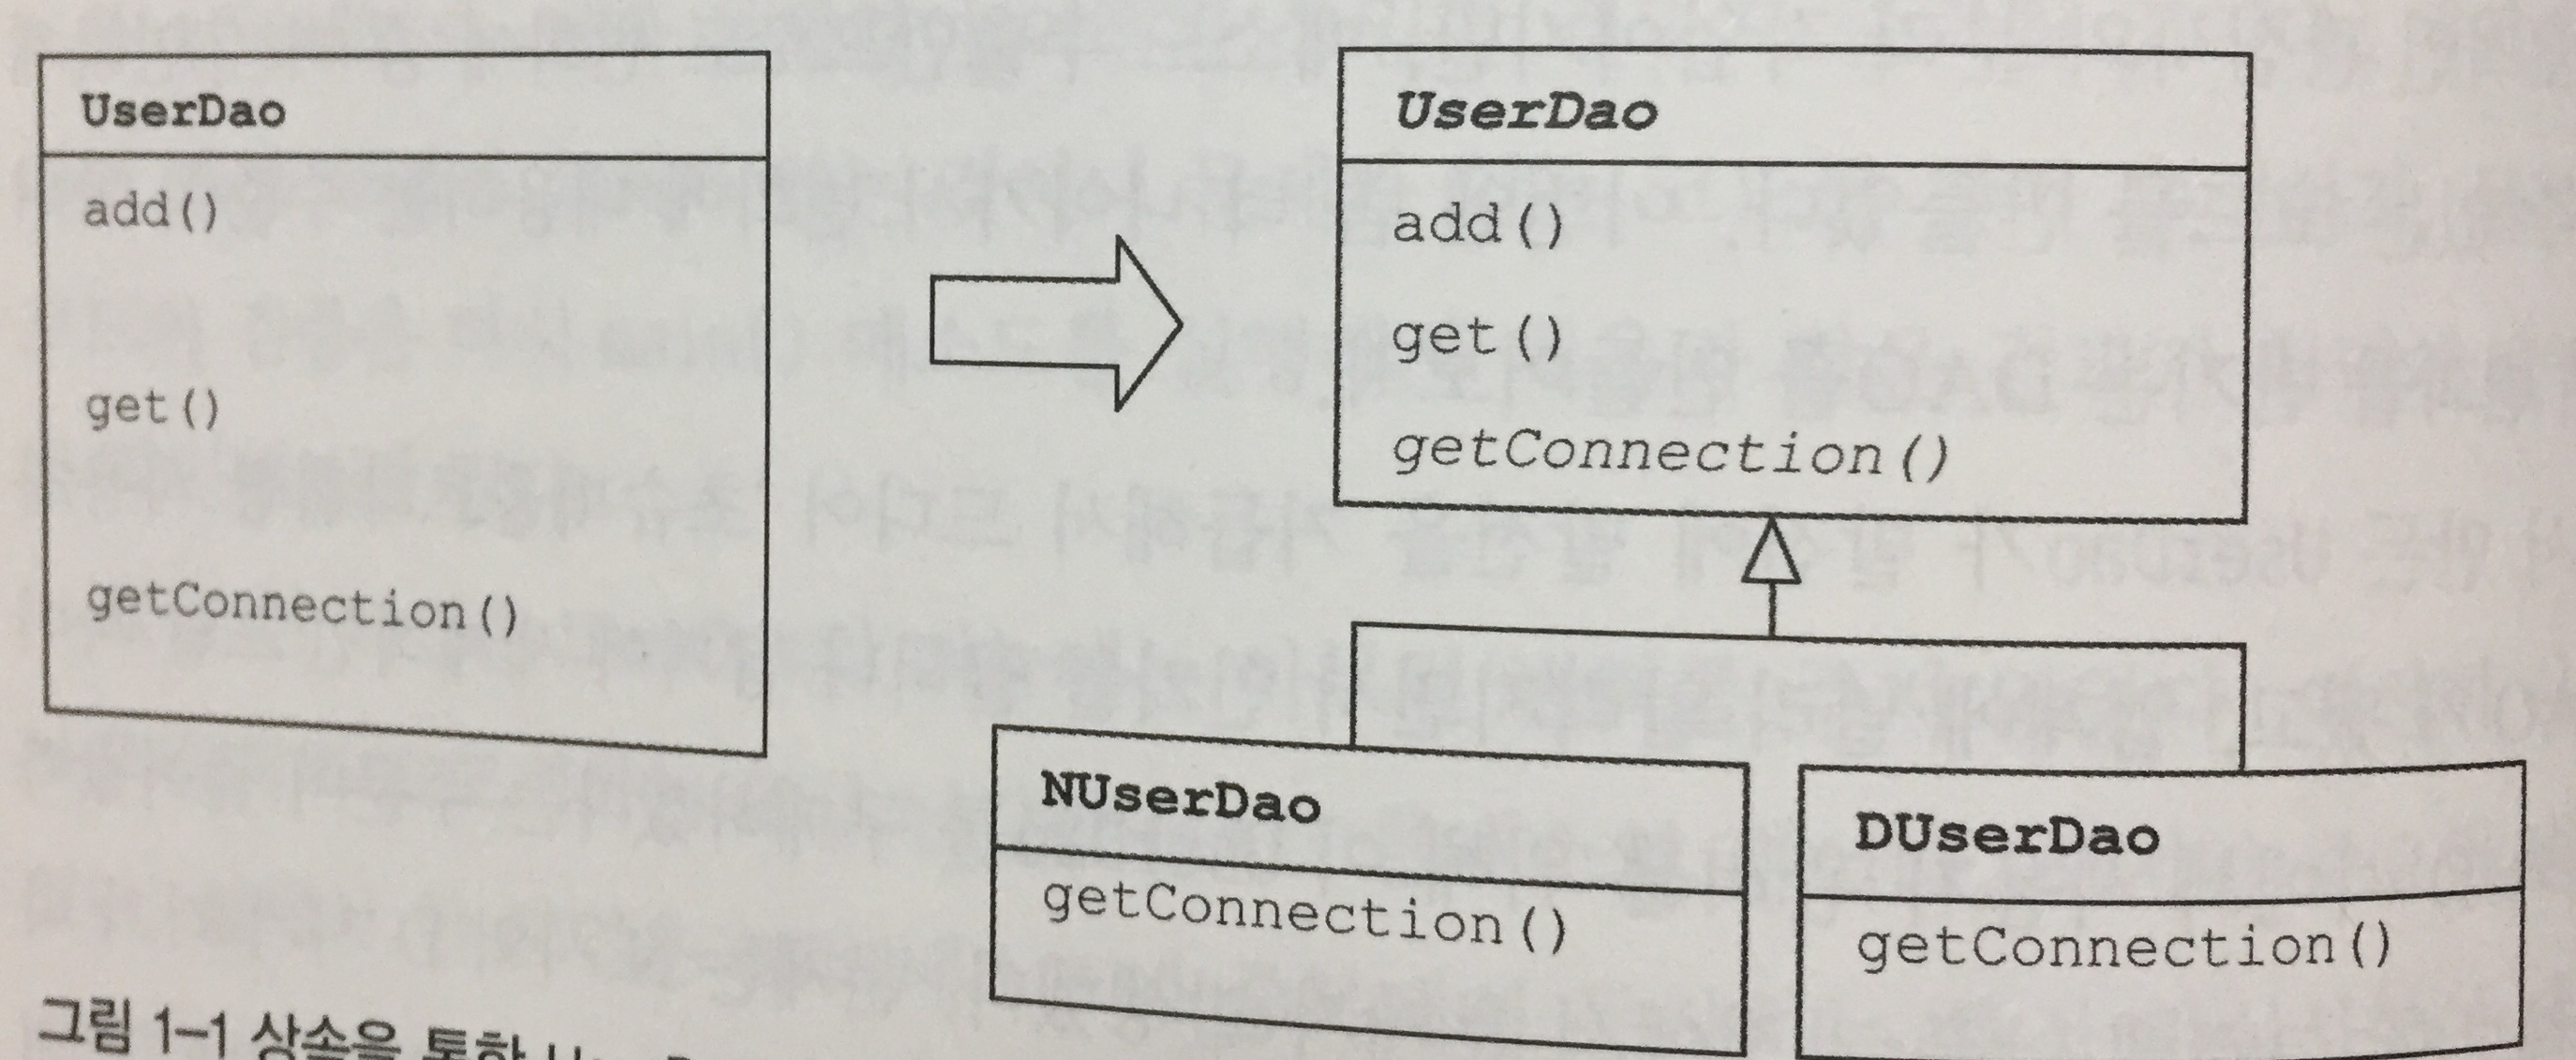 UserDao
add()
get()
getConnection()
UserDao
add()
get()
getConnection()
NUserDao
getConnection()
DUserDao
getConnection()
그림 1-1 상속을 통한